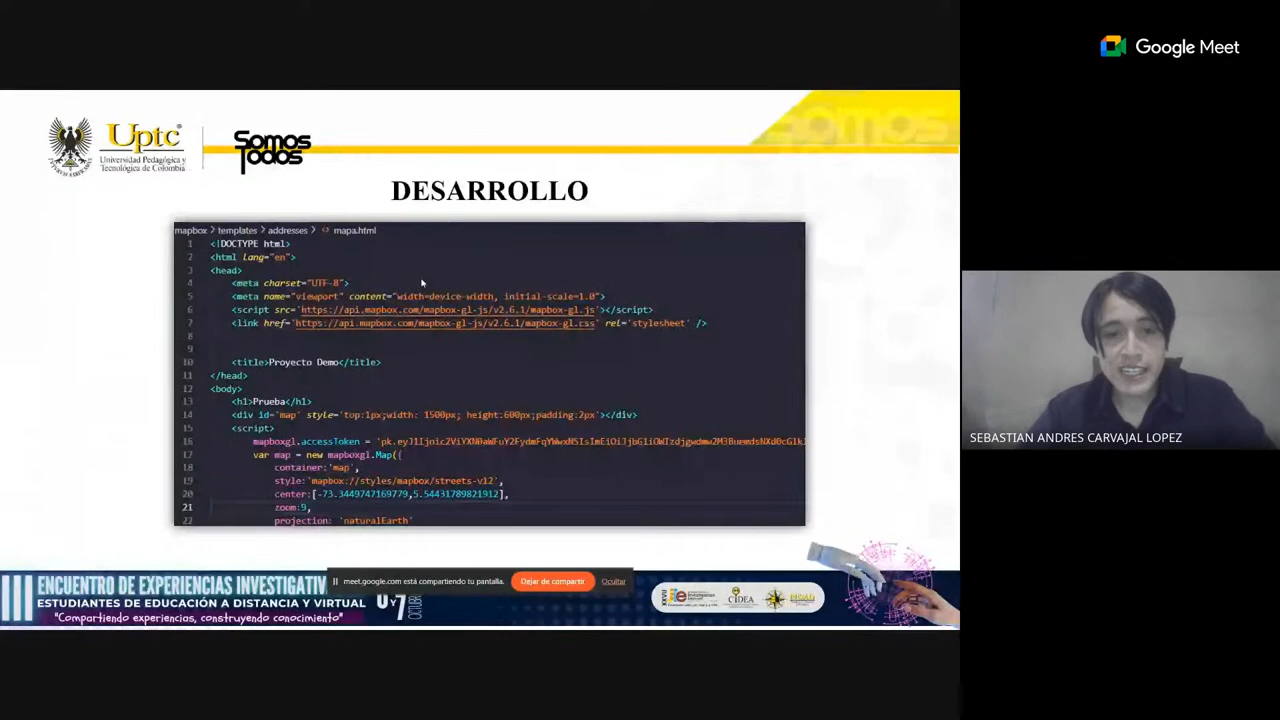 Google Meet
Uptc
Universidad Pedagógica y
Tecnológica de Colombia
Somos
Todos
Somos
DESARROLLO
mapbox > templates > addresses > <> mapa.html
1 <!DOCTYPE html>
2 <html lang="en">
3 <head>
4 <meta charset="UTF-8">
5 <meta name="viewport" content="width=device-width, initial-scale=1.0">
6 <script src='https://api.mapbox.com/mapbox-gl-js/v2.6.1/mapbox-gl.js'></script>
7 <link href='https://api.mapbox.com/mapbox-gl-js/v2.6.1/mapbox-gl.css' rel='stylesheet' />
8
9
10 <title>Proyecto Demo</title>
11 </head>
12 <body>
13 <h1>Prueba</h1>
14 <div id='map' style='top:1px;width: 1500px; height:600px;padding:2px'></div>
15 <script>
16 mapboxgl.accessToken =
17 var map = new mapboxgl.Map({
18 container:'map',
19 style:'mapbox://styles/mapbox/streets-v12',
20 center:[-73.3449747169779,5.54431789821912],
21 zoom:9,
22 projection: 'naturalEarth'
SEBASTIAN ANDRES CARVAJAL LOPEZ
meet.google.com está compartiendo tu pantalla.
Dejar de compartir
Ocultar
III
ENCUENTRO DE EXPERIENCIAS INVESTIGATIV
ESTUDIANTES DE EDUCACIÓN A DISTANCIA Y VIRTUAL
"Compartiendo experiencias, construyendo conocimiento"
6 Y 7
OCTUBRE
CIDEA